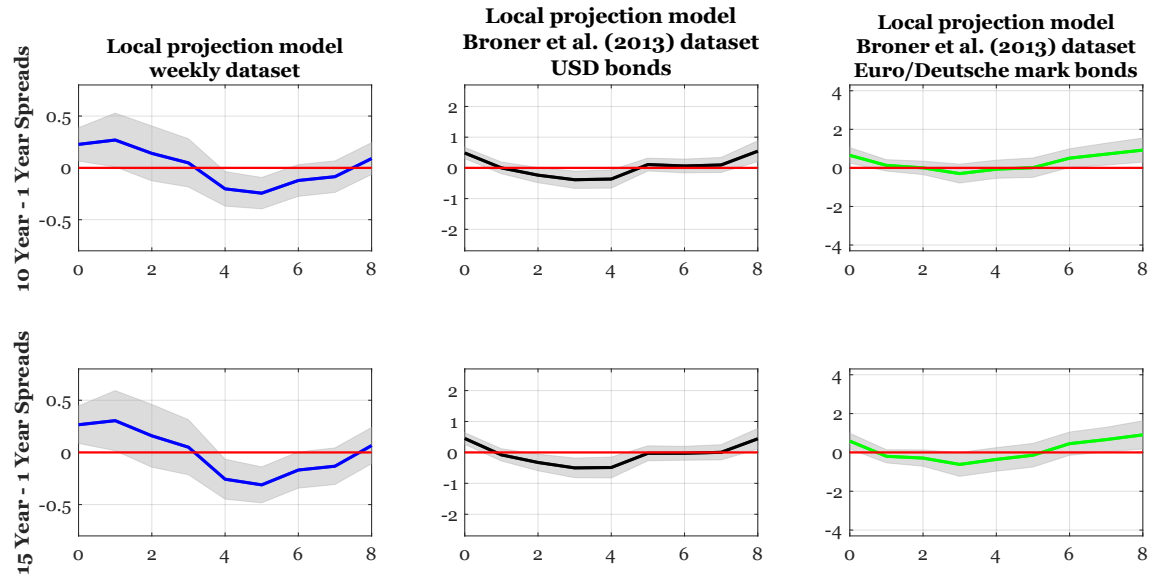 Local projection model
weekly dataset
Local projection model
Broner et al. (2013) dataset
USD bonds
Local projection model
Broner et al. (2013) dataset
Euro/Deutsche mark bonds
10 Year - 1 Year Spreads
0.5
0
-0.5
0 2 4 6 8
2
1
0
-1
-2
0 2 4 6 8
4
2
0
-2
-4
0 2 4 6 8
15 Year - 1 Year Spreads
0.5
0
-0.5
0 2 4 6 8
2
1
0
-1
-2
0 2 4 6 8
4
2
0
-2
-4
0 2 4 6 8